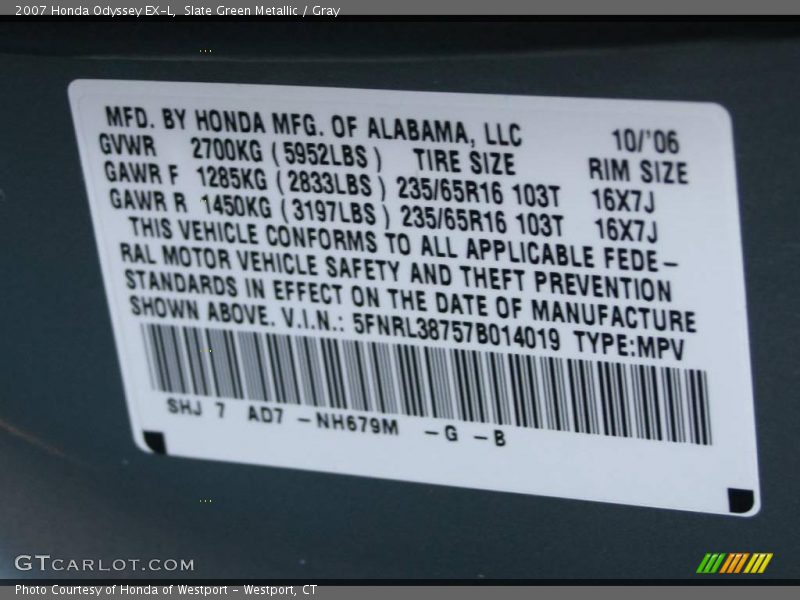 2007 Honda Odyssey EX-L, Slate Green Metallic / Gray
MFD. BY HONDA MFG. OF ALABAMA, LLC 10/'06
GVWR 2700KG (5952LBS) TIRE SIZE RIM SIZE
GAWR F 1285KG (2833LBS) 235/65R16 103T 16X7J
GAWR R 1450KG (3197LBS) 235/65R16 103T 16X7J
THIS VEHICLE CONFORMS TO ALL APPLICABLE FEDE-
RAL MOTOR VEHICLE SAFETY AND THEFT PREVENTION
STANDARDS IN EFFECT ON THE DATE OF MANUFACTURE
SHOWN ABOVE. V.I.N.: 5FNRL38757B014019 TYPE:MPV
SHJ 7 AD7 -NH679M -G -B
GTCARLOT.COM
Photo Courtesy of Honda of Westport - Westport, CT